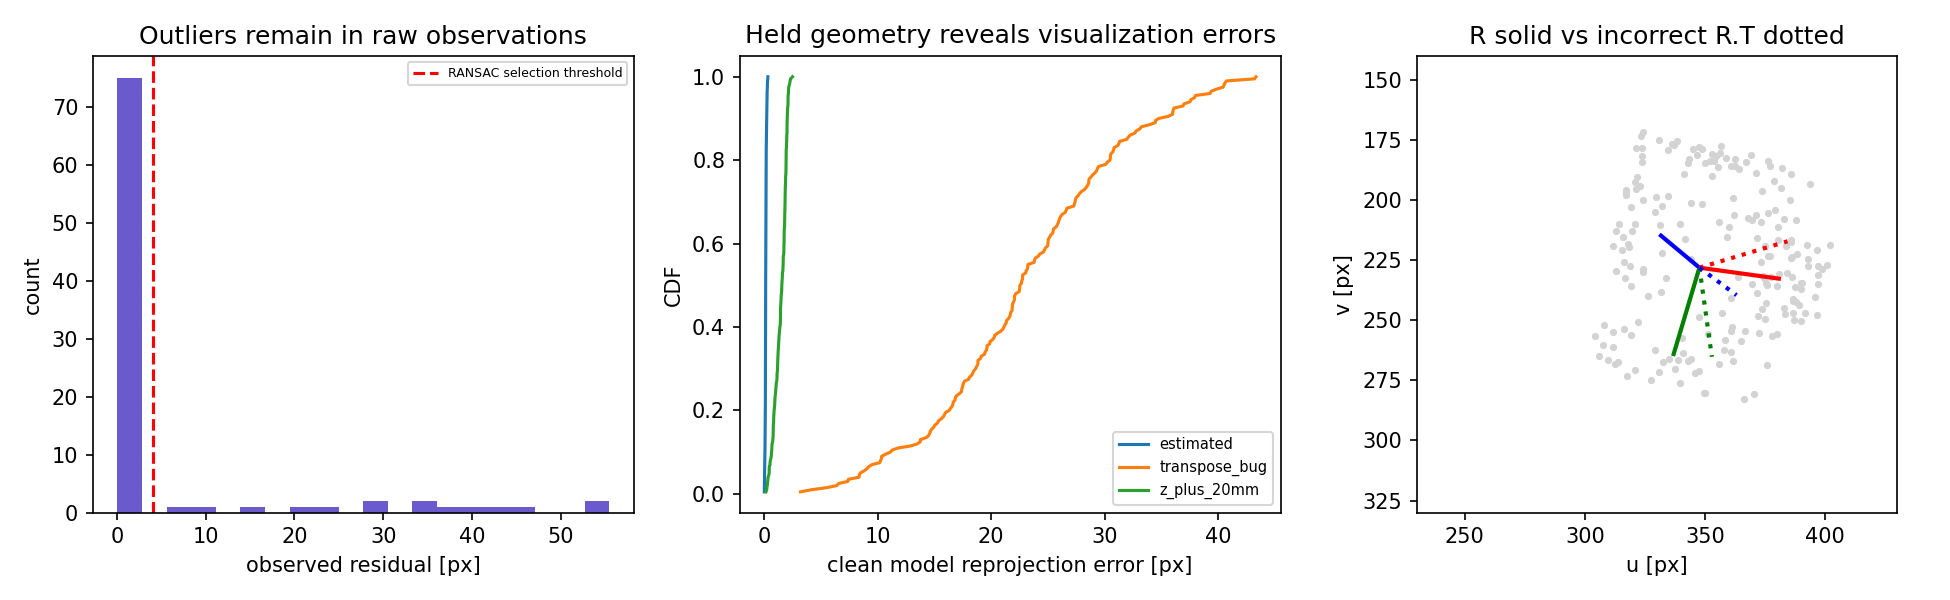 Outliers remain in raw observations
RANSAC selection threshold
count
70
60
50
40
30
20
10
0
0 10 20 30 40 50
observed residual [px]
Held geometry reveals visualization errors
CDF
1.0
0.8
0.6
0.4
0.2
0.0
estimated
transpose_bug
z_plus_20mm
0 10 20 30 40
clean model reprojection error [px]
R solid vs incorrect R.T dotted
v [px]
150
175
200
225
250
275
300
325
250 300 350 400
u [px]